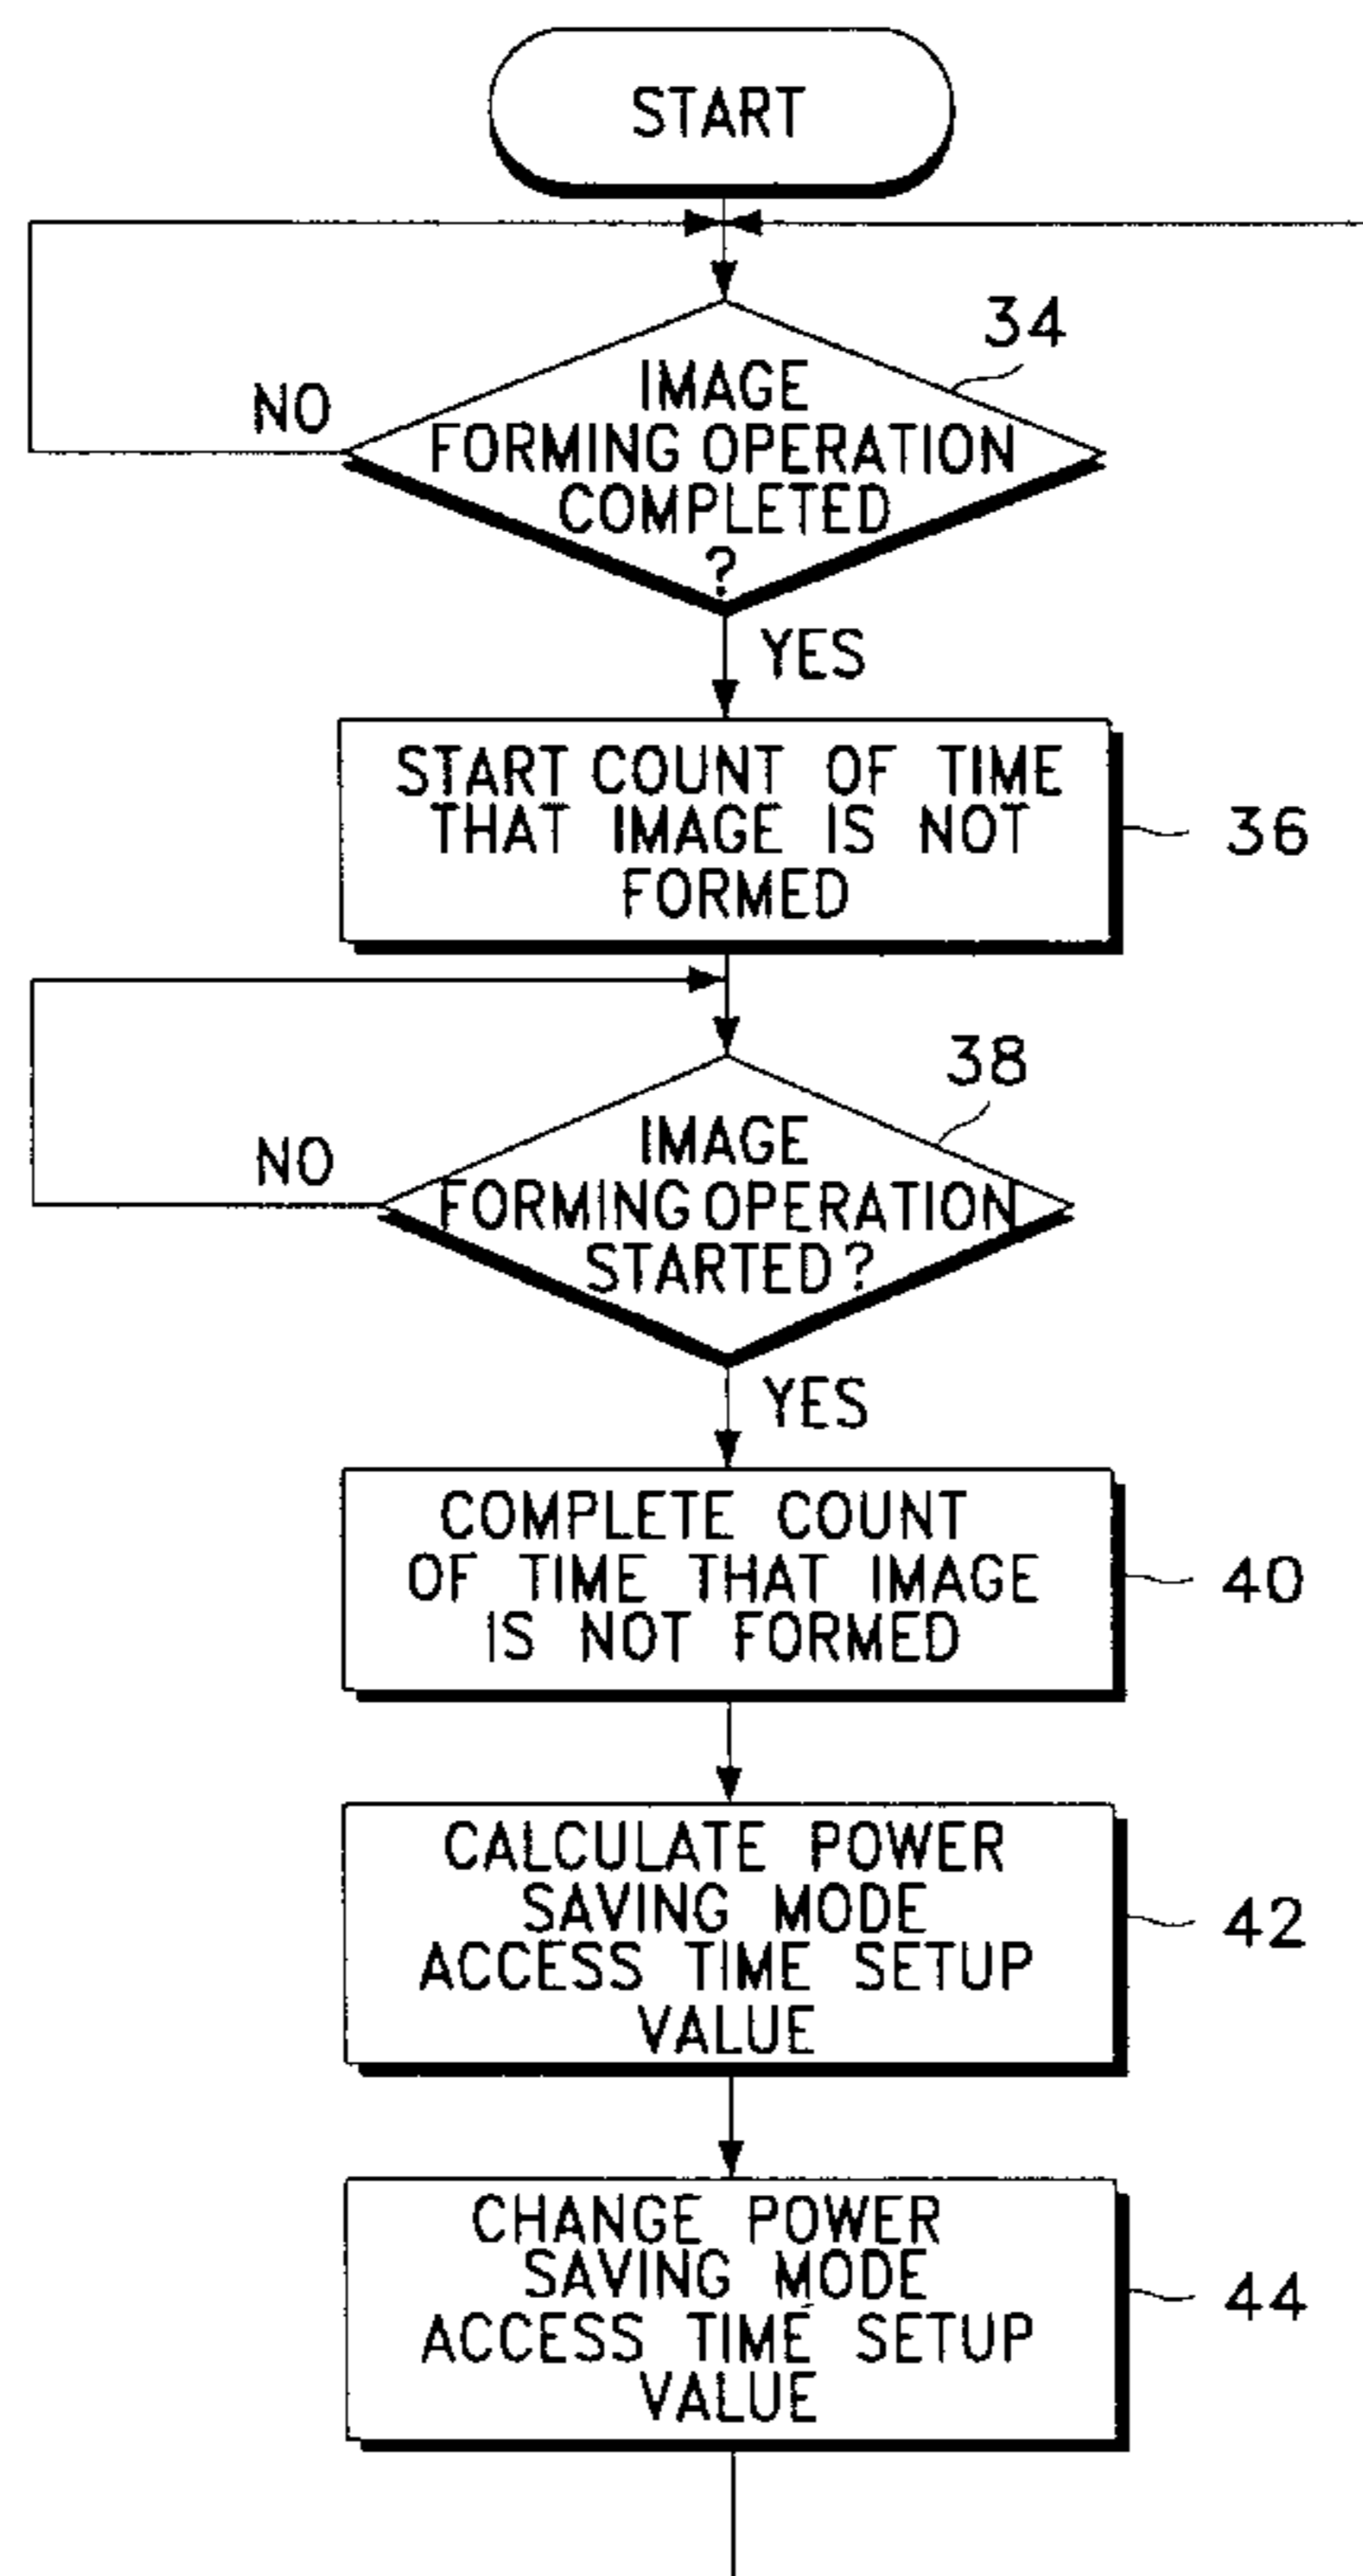 START
34
IMAGE
FORMING OPERATION
COMPLETED
?
NO
YES
START COUNT OF TIME
THAT IMAGE IS NOT
FORMED
36
38
IMAGE
FORMING OPERATION
STARTED?
NO
YES
COMPLETE COUNT
OF TIME THAT IMAGE
IS NOT FORMED
40
CALCULATE POWER
SAVING MODE
ACCESS TIME SETUP
VALUE
42
CHANGE POWER
SAVING MODE
ACCESS TIME SETUP
VALUE
44